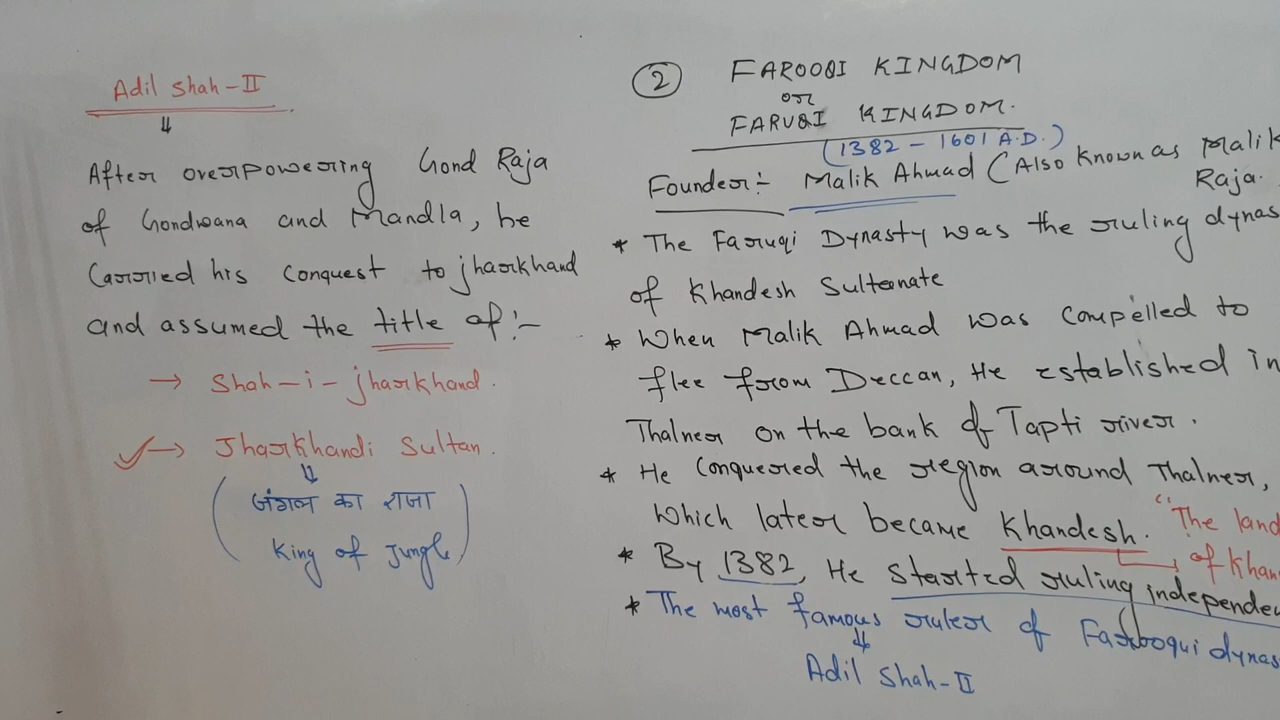 Adil Shah-II
After overpowering Gond Raja
of Gondwana and Mandla, he
Carried his conquest to jharkhand
and assumed the title of:-
→ Shah-i-jharkhand.
✓→ Jharkhandi Sultan.
(जंगल का राजा
King of Jungle)
② FAROOQI KINGDOM
or
FARUQI KINGDOM.
(1382 - 1601 A.D.)
Founder:- Malik Ahmad (Also known as Malik
Raja.
* The Faruqi Dynasty was the ruling dynas
of Khandesh Sultanate
* When Malik Ahmad was compelled to
flee from Deccan, He established in
Thalner on the bank of Tapti river.
* He Conquered the region around Thalner,
Which later became Khandesh. "The land
of Khan
* By 1382, He started ruling independe
* The most famous ruler of Farooqui dynas
Adil Shah-II